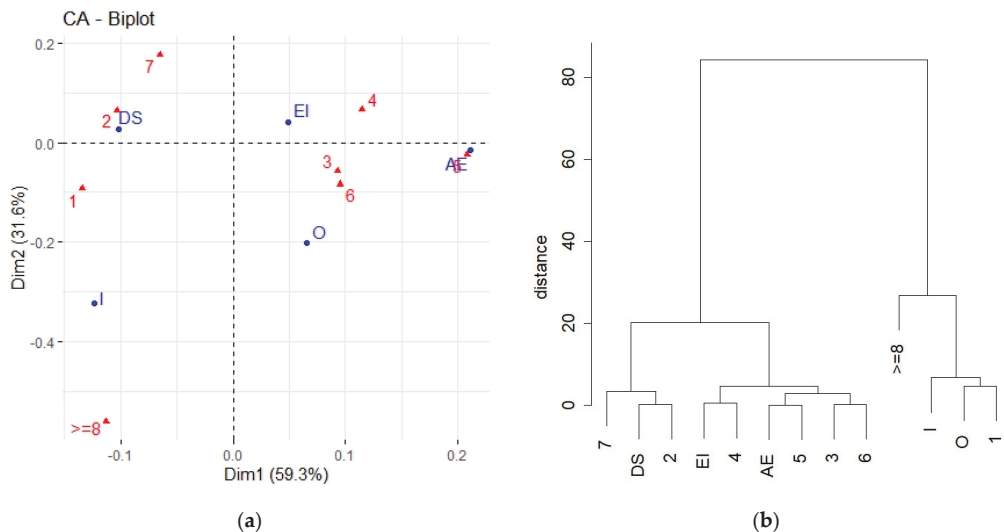 CA - Biplot
0.2
0.0
-0.2
-0.4
Dim2 (31.6%)
7
2
DS
EI
4
3
AE
5
6
1
O
I
>=8
-0.1
0.0
0.1
0.2
Dim1 (59.3%)
(a)
80
60
40
20
0
distance
7
DS
2
EI
4
AE
5
3
6
>=8
I
O
1
(b)